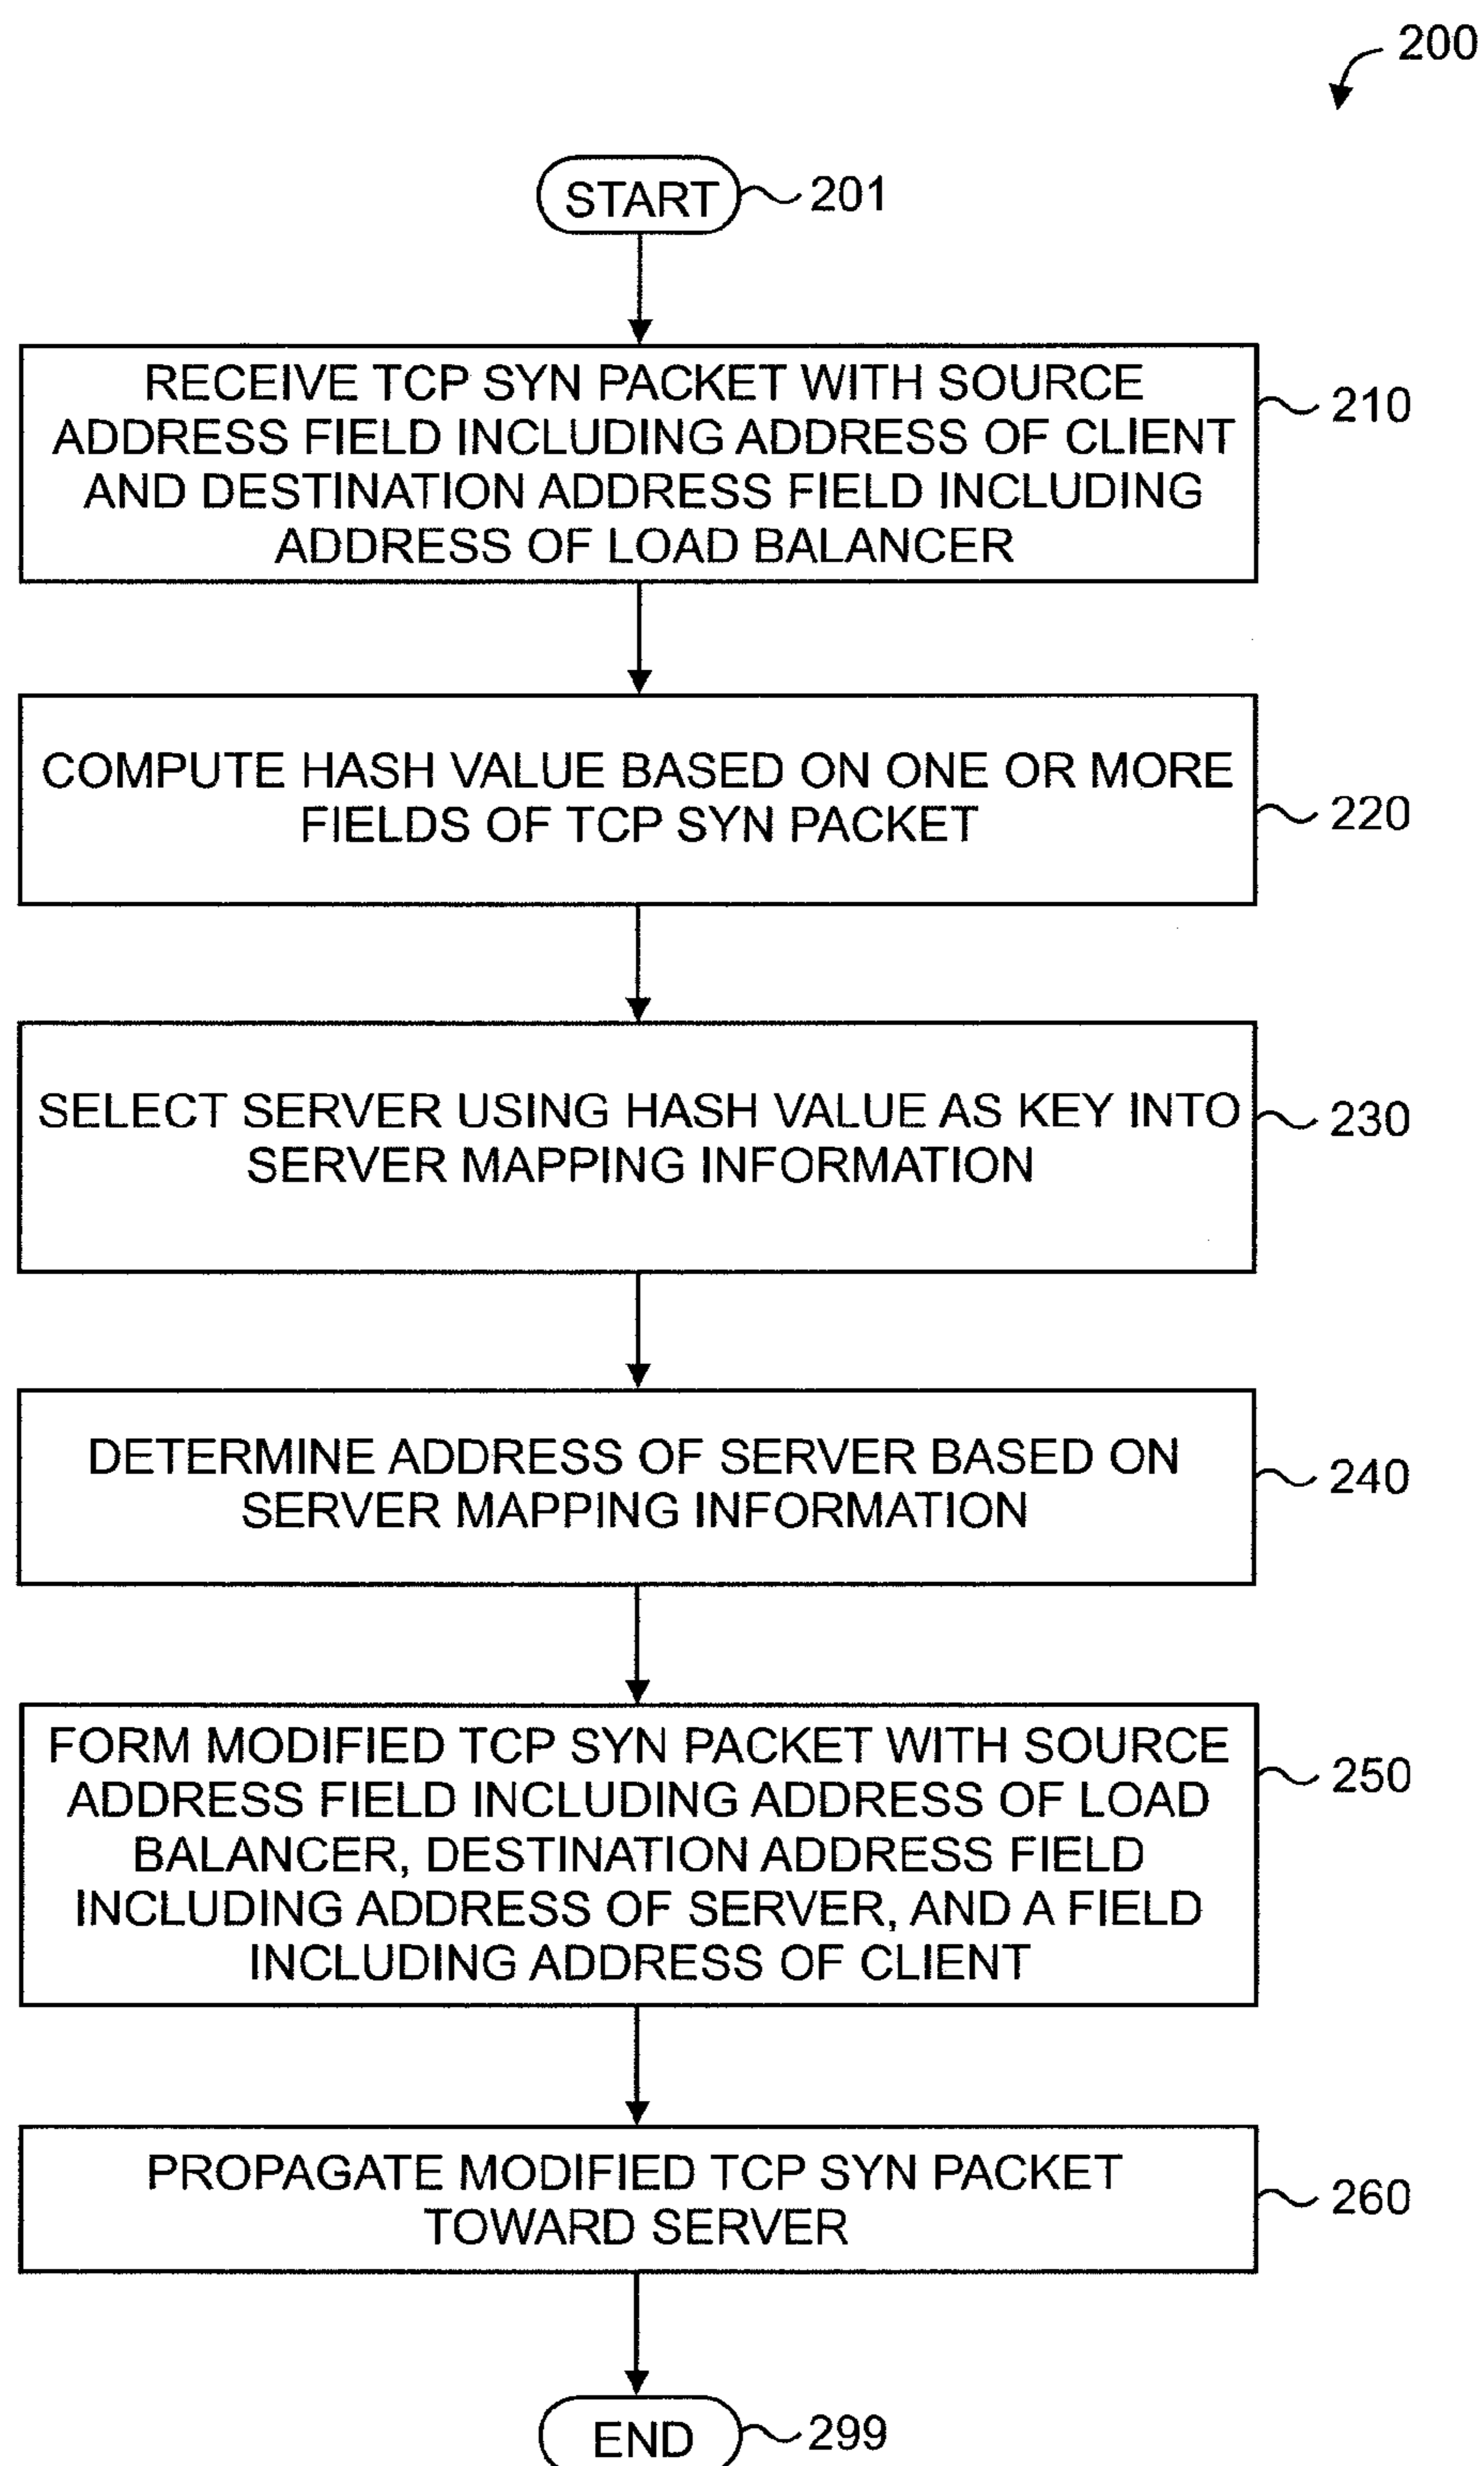 200
START
201
RECEIVE TCP SYN PACKET WITH SOURCE
ADDRESS FIELD INCLUDING ADDRESS OF CLIENT
AND DESTINATION ADDRESS FIELD INCLUDING
ADDRESS OF LOAD BALANCER
210
COMPUTE HASH VALUE BASED ON ONE OR MORE
FIELDS OF TCP SYN PACKET
220
SELECT SERVER USING HASH VALUE AS KEY INTO
SERVER MAPPING INFORMATION
230
DETERMINE ADDRESS OF SERVER BASED ON
SERVER MAPPING INFORMATION
240
FORM MODIFIED TCP SYN PACKET WITH SOURCE
ADDRESS FIELD INCLUDING ADDRESS OF LOAD
BALANCER, DESTINATION ADDRESS FIELD
INCLUDING ADDRESS OF SERVER, AND A FIELD
INCLUDING ADDRESS OF CLIENT
250
PROPAGATE MODIFIED TCP SYN PACKET
TOWARD SERVER
260
END
299